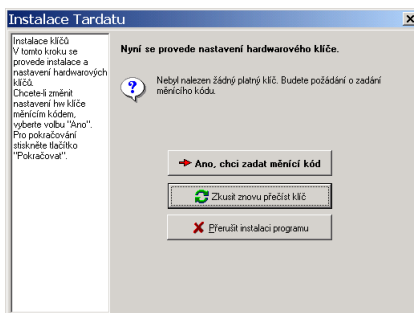 Instalace Tardatu
Instalace klíčů
V tomto kroku se
provede instalace a
nastavení hardwarových
klíčů.
Chcete-li změnit
nastavení hw klíče
měnícím kódem,
vyberte volbu "Ano".
Pro pokračování
stiskněte tlačítko
"Pokračovat".
Nyní se provede nastavení hardwarového klíče.
Nebyl nalezen žádný platný klíč. Budete požádání o zadání
měnícího kódu.
Ano, chci zadat měnící kód
Zkusit znovu přečíst klíč
Přerušit instalaci programu